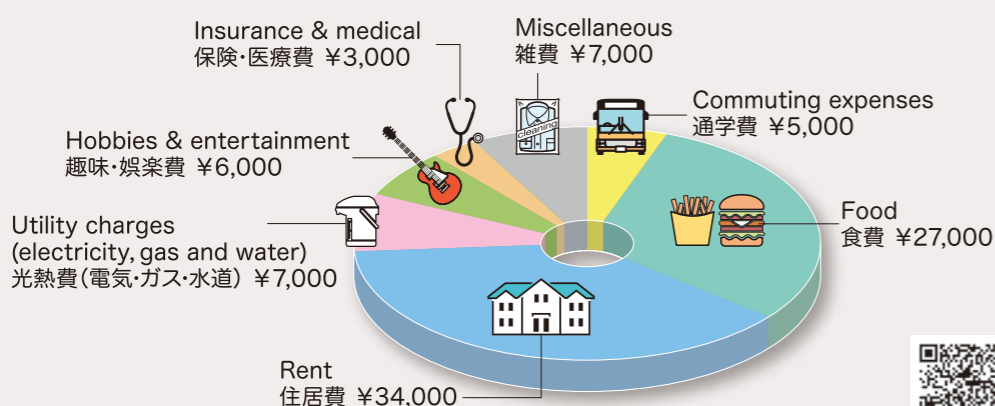 Insurance & medical
保険・医療費 ¥3,000
Miscellaneous
雑費 ¥7,000
cleaning
Commuting expenses
通学費 ¥5,000
Hobbies & entertainment
趣味・娯楽費 ¥6,000
Food
食費 ¥27,000
Utility charges
(electricity, gas and water)
光熱費(電気・ガス・水道) ¥7,000
Rent
住居費 ¥34,000